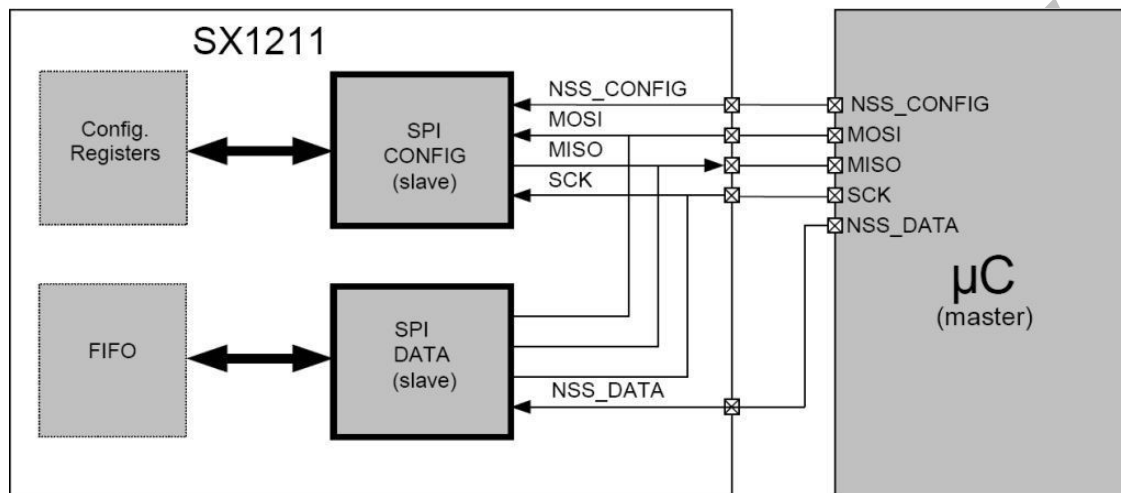 SX1211
Config.
Registers
SPI
CONFIG
(slave)
NSS_CONFIG
MOSI
MISO
SCK
NSS_CONFIG
MOSI
MISO
SCK
NSS_DATA
µC
(master)
FIFO
SPI
DATA
(slave)
NSS_DATA